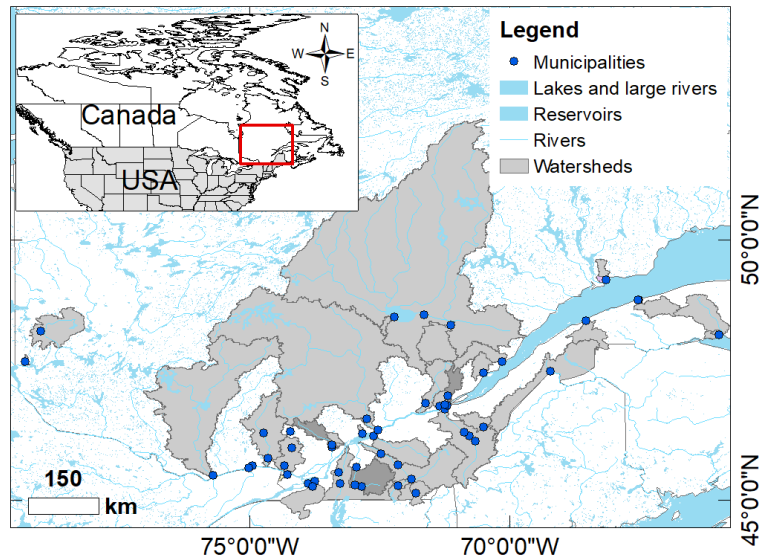 N
W E
S
Canada
USA
Legend
Municipalities
Lakes and large rivers
Reservoirs
Rivers
Watersheds
50°0'0"N
45°0'0"N
150
km
75°0'0"W
70°0'0"W